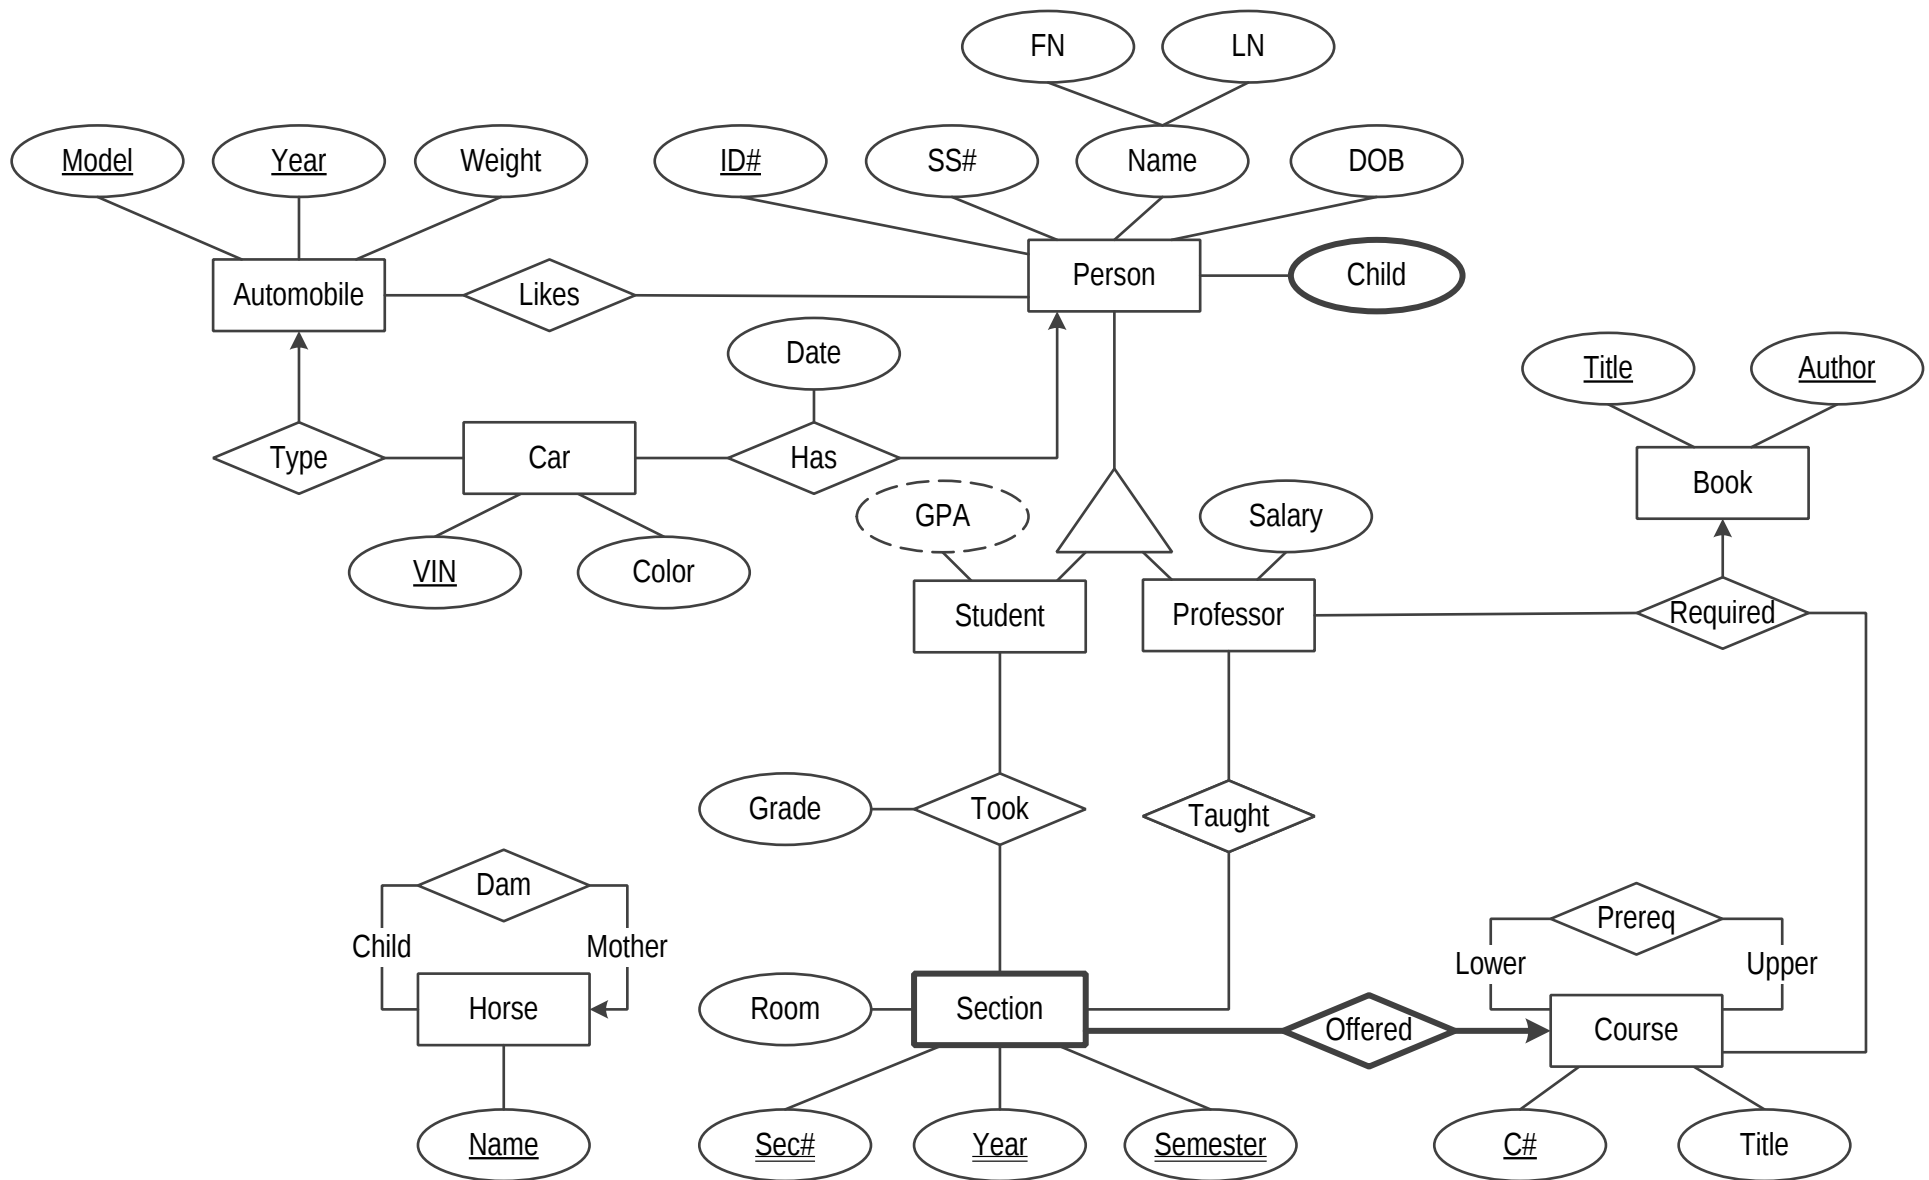 FN
LN
Model
Year
Weight
ID#
SS#
Name
DOB
Automobile
Likes
Person
Child
Date
Title
Author
Type
Car
Has
Book
GPA
Salary
VIN
Color
Student
Professor
Required
Grade
Took
Taught
Dam
Prereq
Child
Mother
Lower
Upper
Horse
Room
Section
Offered
Course
Name
Sec#
Year
Semester
C#
Title